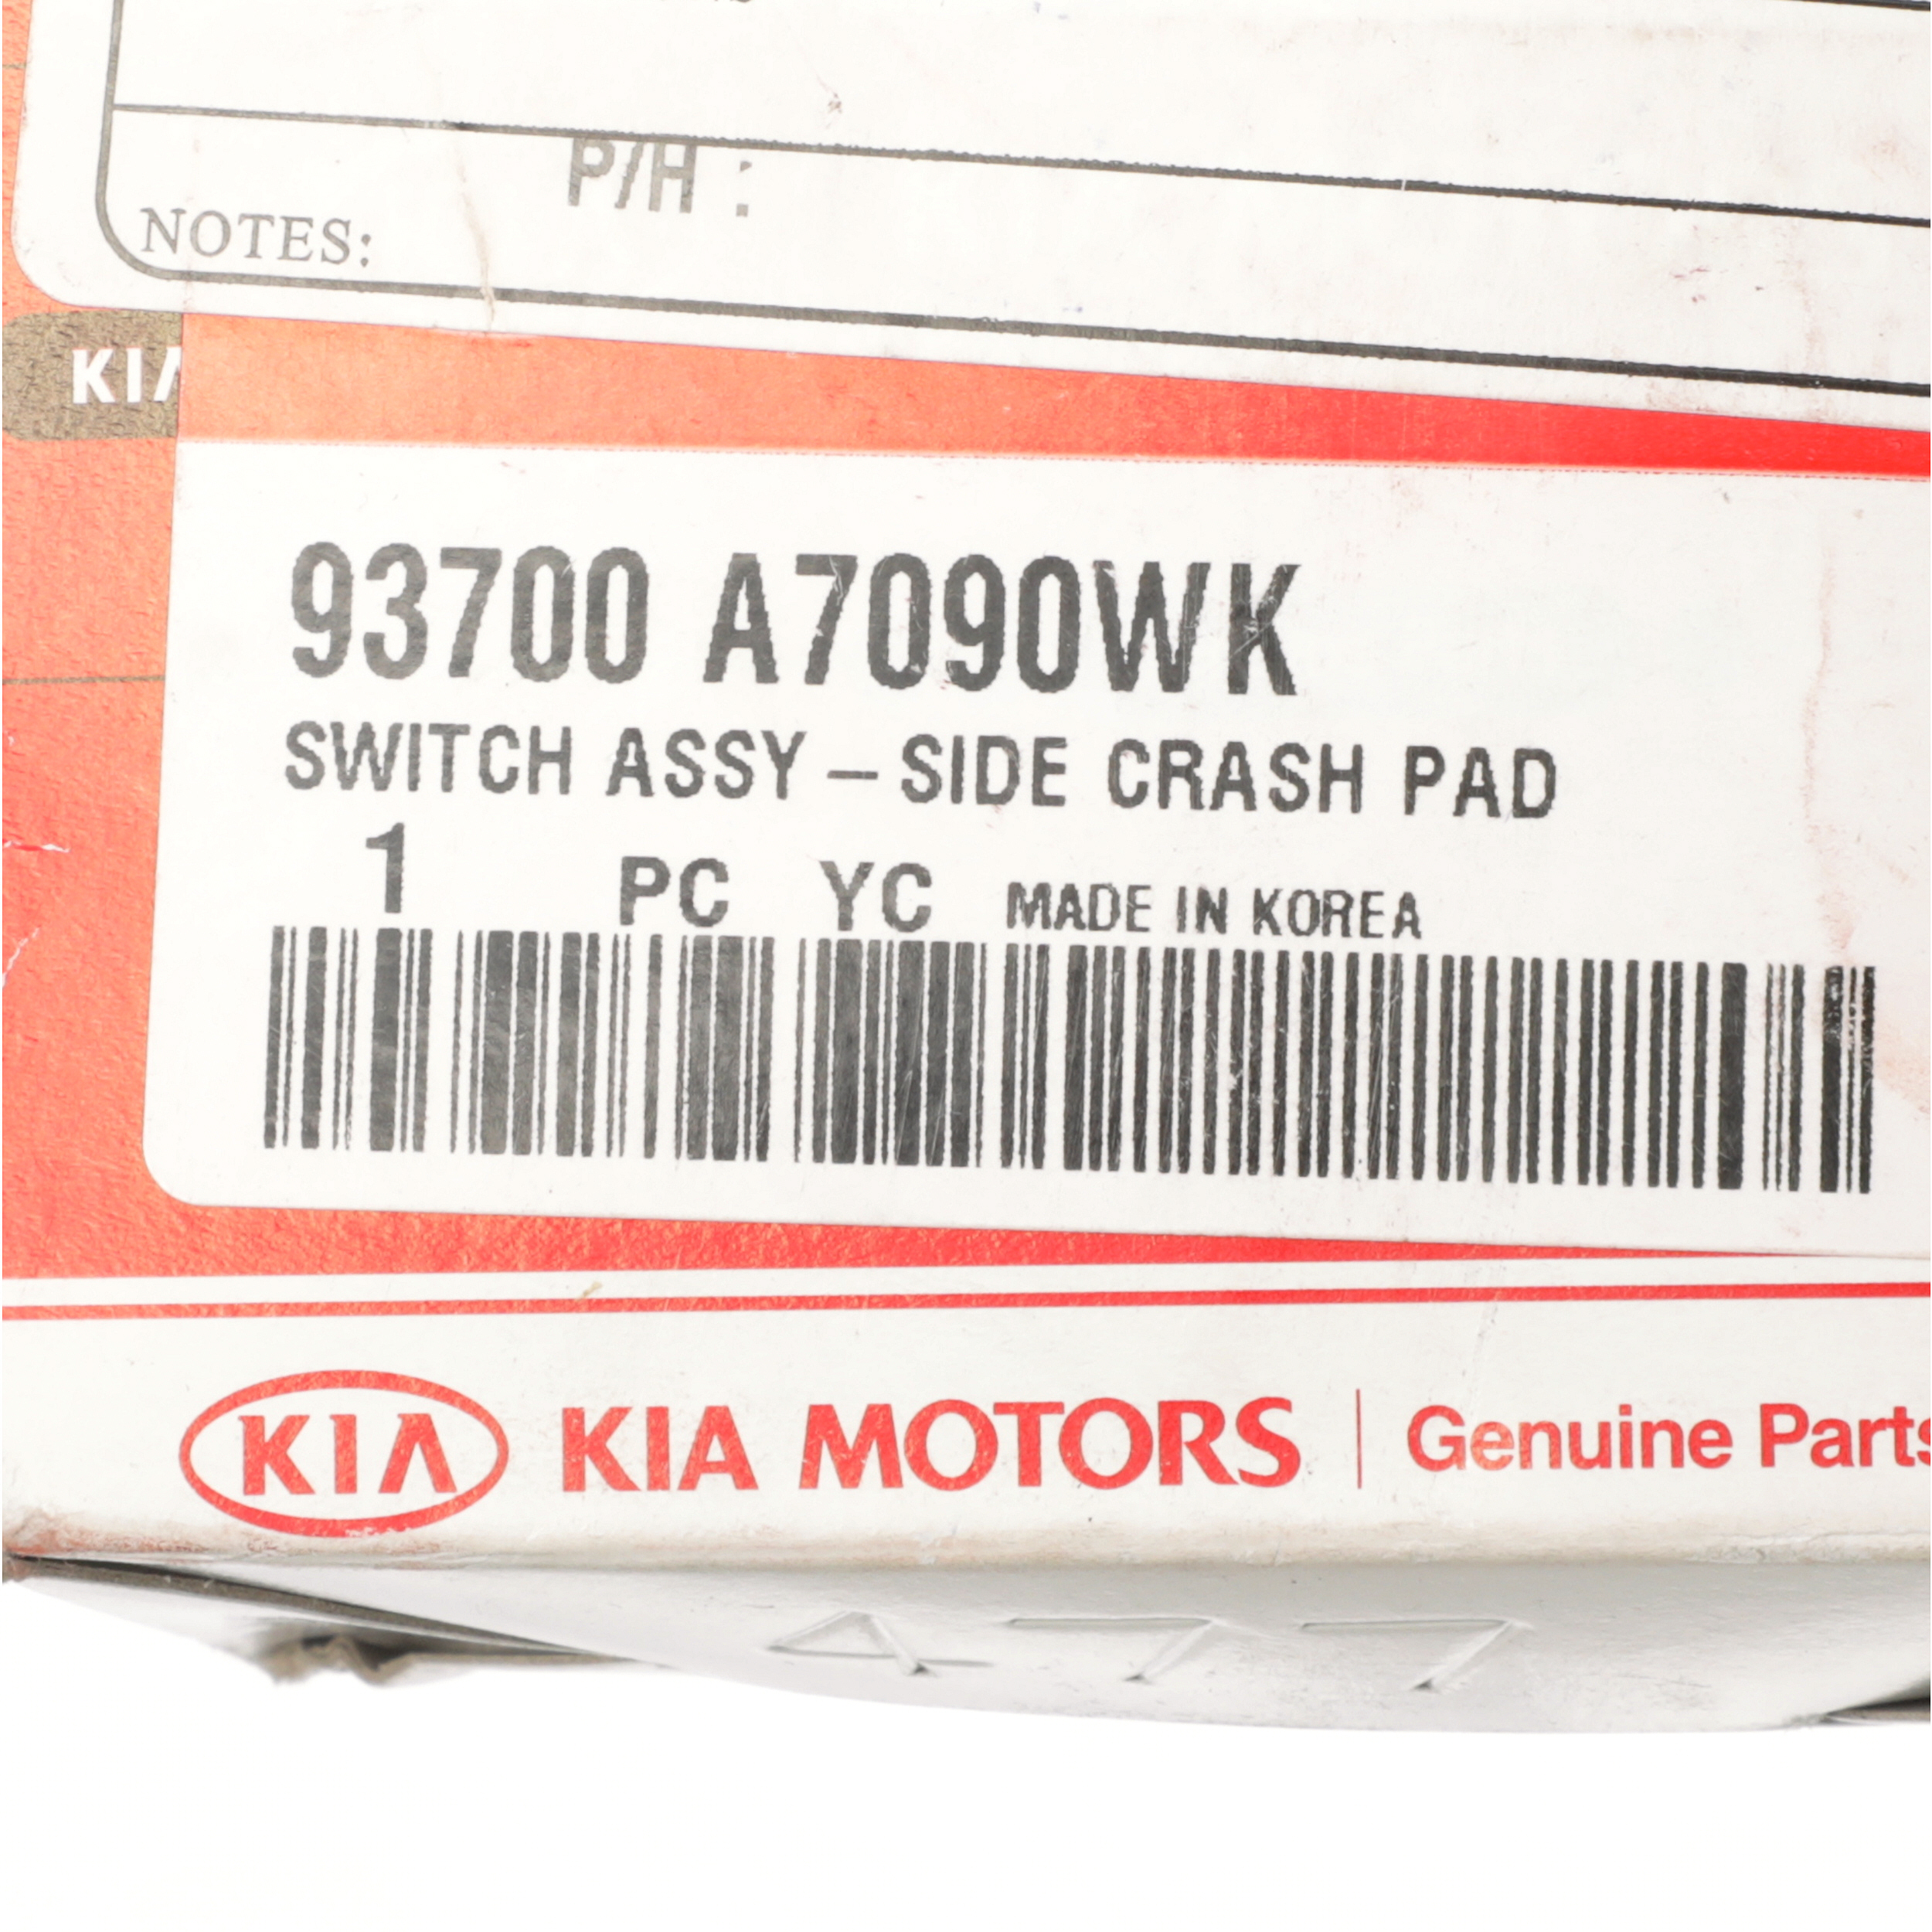 P/H :
NOTES:
KIA
93700 A7090WK
SWITCH ASSY – SIDE CRASH PAD
1 PC YC MADE IN KOREA
KIA KIA MOTORS | Genuine Parts
477